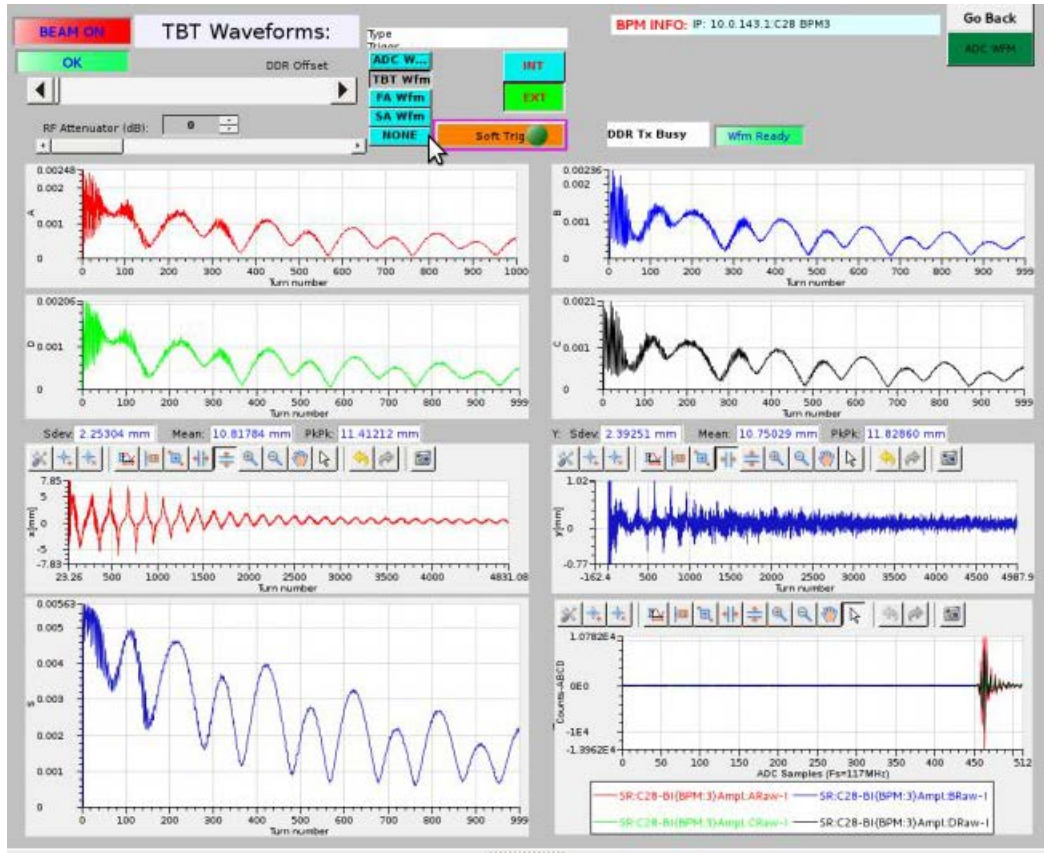 BEAM ON
TBT Waveforms:
Type
Trigger
BPM INFO: IP: 10.0.143.1:C28 BPM3
Go Back
ADC WFM
OK
DDR Offset
ADC W...
TBT Wfm
FA Wfm
SA Wfm
NONE
INT
EXT
RF Attenuator (dB): 0
Soft Trig
DDR Tx Busy
Wfm Ready
0.00248
0.002
0.001
0
A
0 100 200 300 400 500 600 700 800 900 1000
Turn number
0.00236
0.002
0.001
0
B
0 100 200 300 400 500 600 700 800 900 999
Turn number
0.00206
0.001
0
D
0 100 200 300 400 500 600 700 800 900 999
Turn number
0.0021
0.001
0
C
0 100 200 300 400 500 600 700 800 900 999
Turn number
Sdev: 2.25304 mm Mean: 10.81784 mm PkPk: 11.41212 mm
Y: Sdev: 2.39251 mm Mean: 10.75029 mm PkPk: 11.82860 mm
7.85
5
0
-5
-7.83
x[mm]
23.26 500 1000 1500 2000 2500 3000 3500 4000 4831.08
Turn number
1.02
0
-0.77
y[mm]
-162.4 500 1000 1500 2000 2500 3000 3500 4000 4500 4987.9
Turn number
0.00563
0.005
0.004
0.003
0.002
0.001
0
S
0 100 200 300 400 500 600 700 800 900 999
Turn number
1.0782E4
0E0
-1E4
-1.3962E4
Counts-ABCD
0 50 100 150 200 250 300 350 400 450 512
ADC Samples (Fs=117MHz)
SR:C28-BI{BPM:3}Ampl:ARaw-I
SR:C28-BI{BPM:3}Ampl:BRaw-I
SR:C28-BI{BPM:3}Ampl:CRaw-I
SR:C28-BI{BPM:3}Ampl:DRaw-I